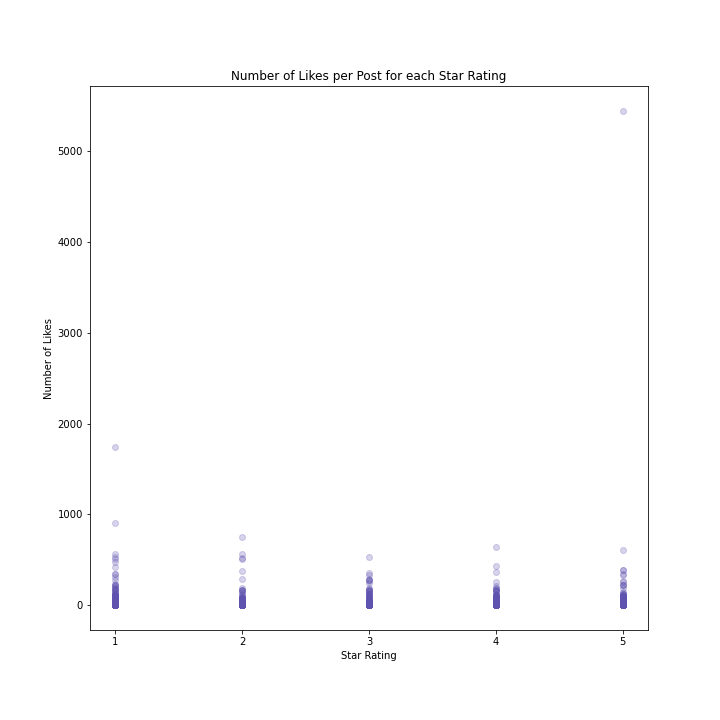 Number of Likes per Post for each Star Rating
5000
4000
3000
2000
1000
0
Number of Likes
1 2 3 4 5
Star Rating